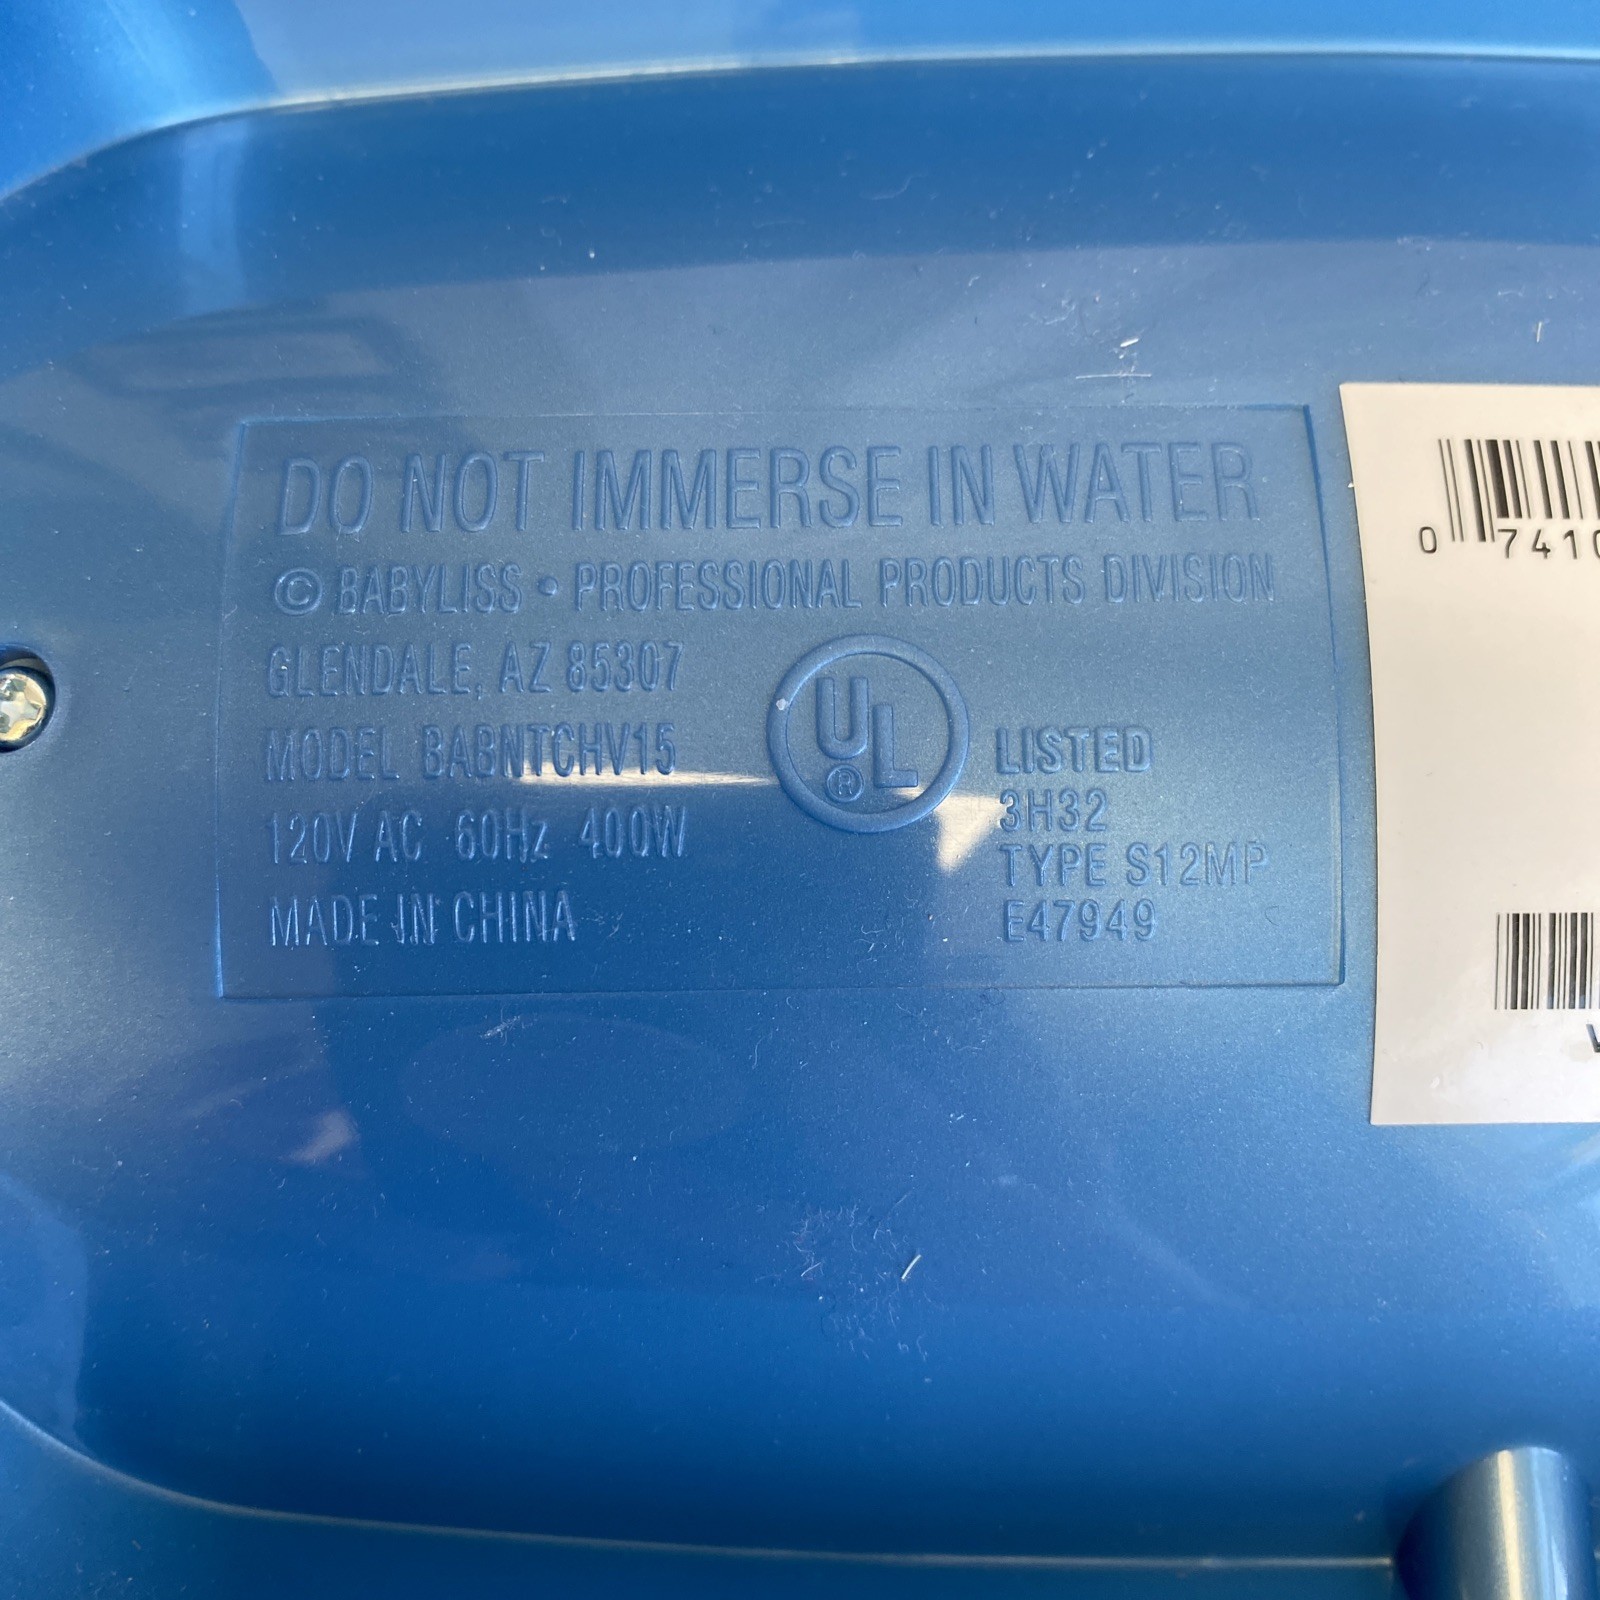 DO NOT IMMERSE IN WATER
© BABYLISS • PROFESSIONAL PRODUCTS DIVISION
GLENDALE, AZ 85307
MODEL BABNTCHV15
120V AC 60Hz 400W
MADE IN CHINA
UL
®
LISTED
3H32
TYPE S12MP
E47949
0 7410